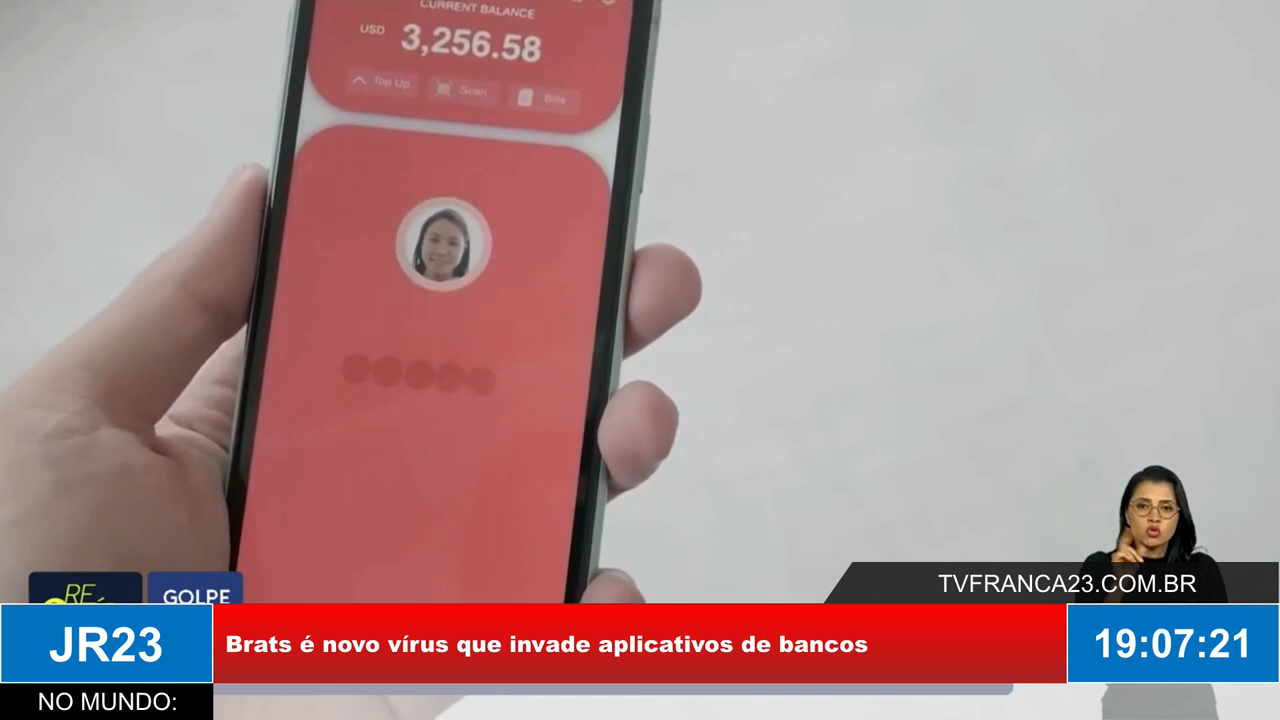 CURRENT BALANCE
USD 3,256.58
Top Up Scan Bills
TVFRANCA23.COM.BR
RE
GOLPE
JR23
Brats é novo vírus que invade aplicativos de bancos
19:07:21
NO MUNDO: